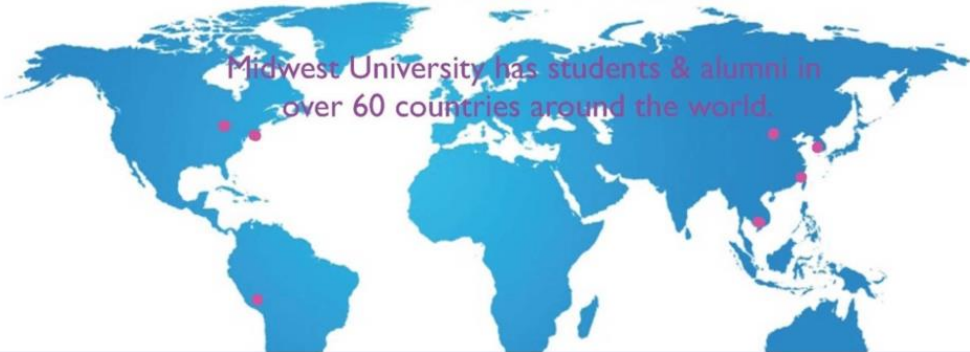 Midwest University has students & alumni in
over 60 countries around the world.